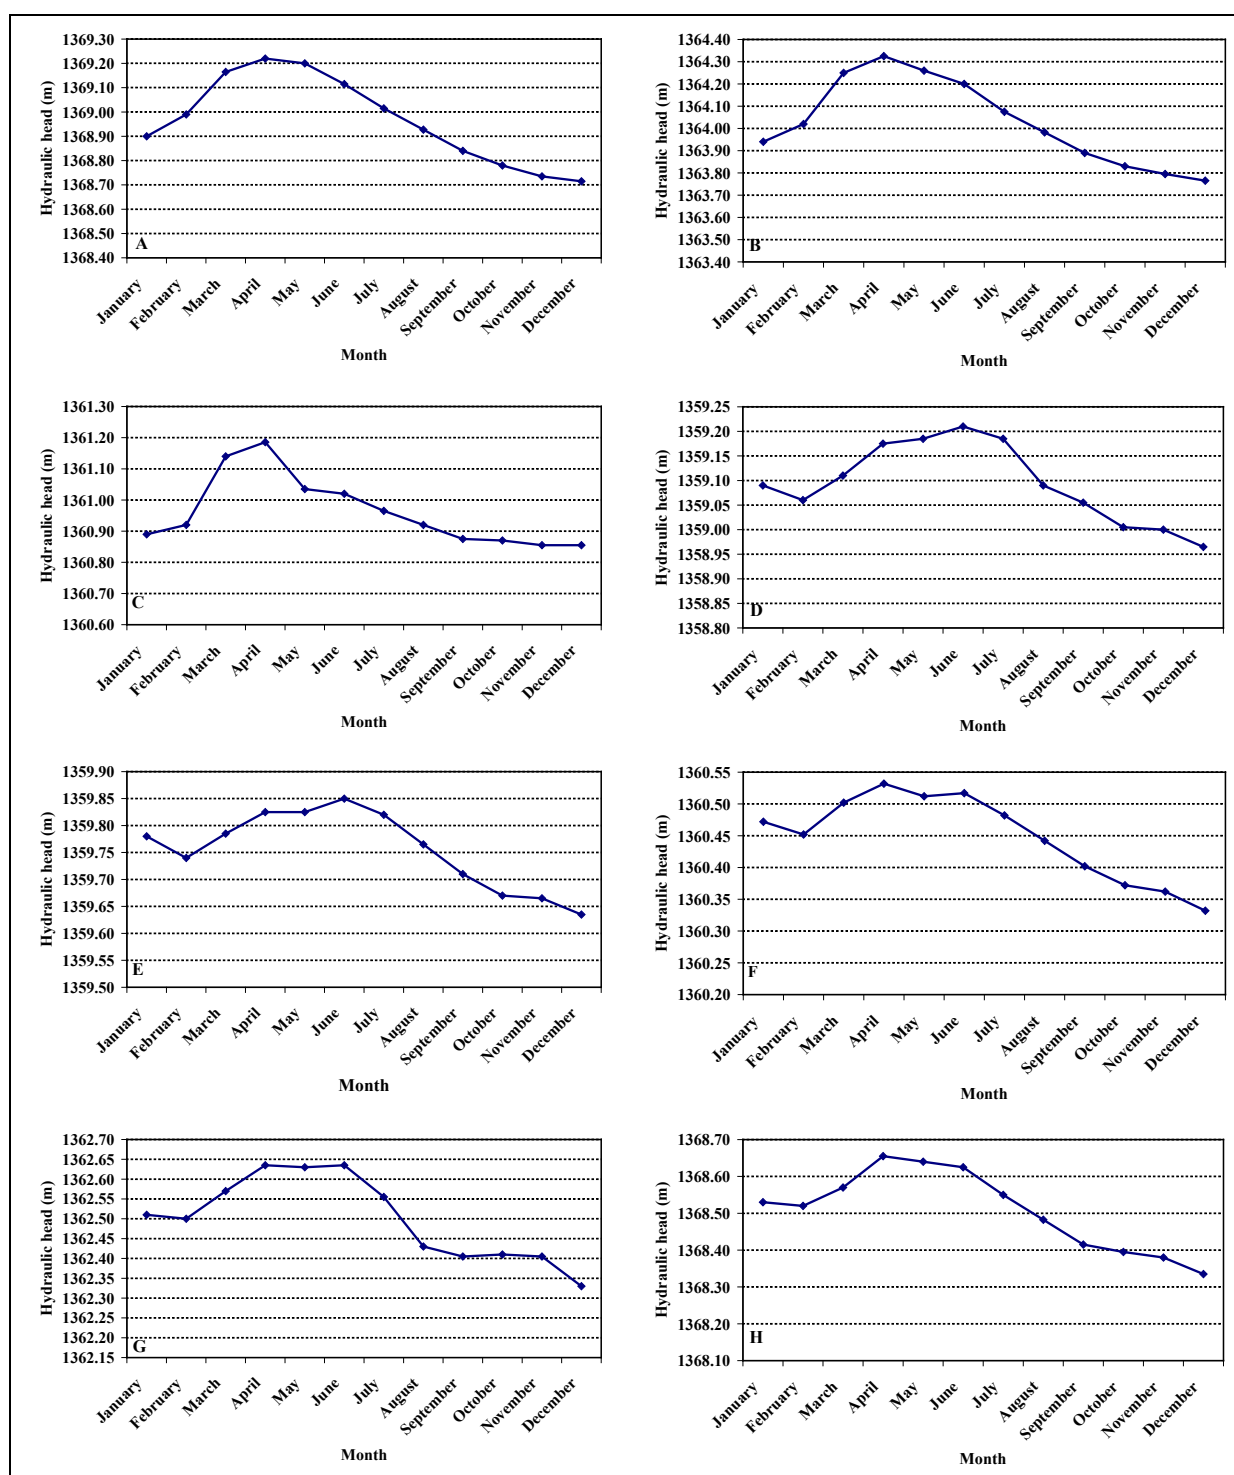 Hydraulic head (m)
1369.30
1369.20
1369.10
1369.00
1368.90
1368.80
1368.70
1368.60
1368.50
1368.40
A
January
February
March
April
May
June
July
August
September
October
November
December
Month
Hydraulic head (m)
1364.40
1364.30
1364.20
1364.10
1364.00
1363.90
1363.80
1363.70
1363.60
1363.50
1363.40
B
January
February
March
April
May
June
July
August
September
October
November
December
Month
Hydraulic head (m)
1361.30
1361.20
1361.10
1361.00
1360.90
1360.80
1360.70
1360.60
C
January
February
March
April
May
June
July
August
September
October
November
December
Month
Hydraulic head (m)
1359.25
1359.20
1359.15
1359.10
1359.05
1359.00
1358.95
1358.90
1358.85
1358.80
D
January
February
March
April
May
June
July
August
September
October
November
December
Month
Hydraulic head (m)
1359.90
1359.85
1359.80
1359.75
1359.70
1359.65
1359.60
1359.55
1359.50
E
January
February
March
April
May
June
July
August
September
October
November
December
Month
Hydraulic head (m)
1360.55
1360.50
1360.45
1360.40
1360.35
1360.30
1360.25
1360.20
F
January
February
March
April
May
June
July
August
September
October
November
December
Month
Hydraulic head (m)
1362.70
1362.65
1362.60
1362.55
1362.50
1362.45
1362.40
1362.35
1362.30
1362.25
1362.20
1362.15
G
January
February
March
April
May
June
July
August
September
October
November
December
Month
Hydraulic head (m)
1368.70
1368.60
1368.50
1368.40
1368.30
1368.20
1368.10
H
January
February
March
April
May
June
July
August
September
October
November
December
Month